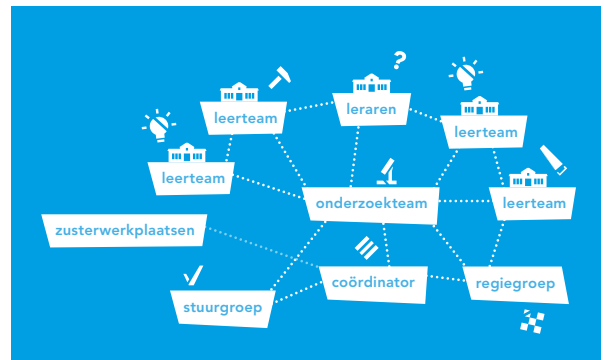 ?
leerteam
leraren
leerteam
leerteam
onderzoekteam
leerteam
zusterwerkplaatsen
coördinator
regiegroep
stuurgroep